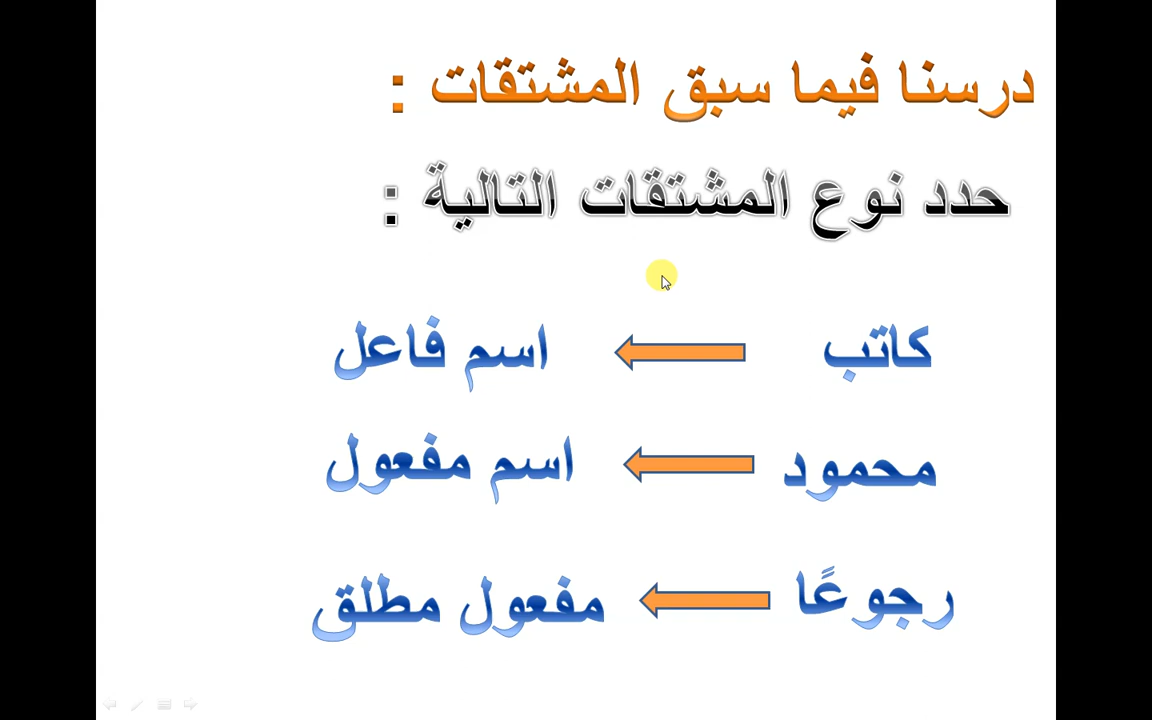 درسنا فيما سبق المشتقات :
حدد نوع المشتقات التالية :
كاتب اسم فاعل
محمود اسم مفعول
رجوعًا مفعول مطلق